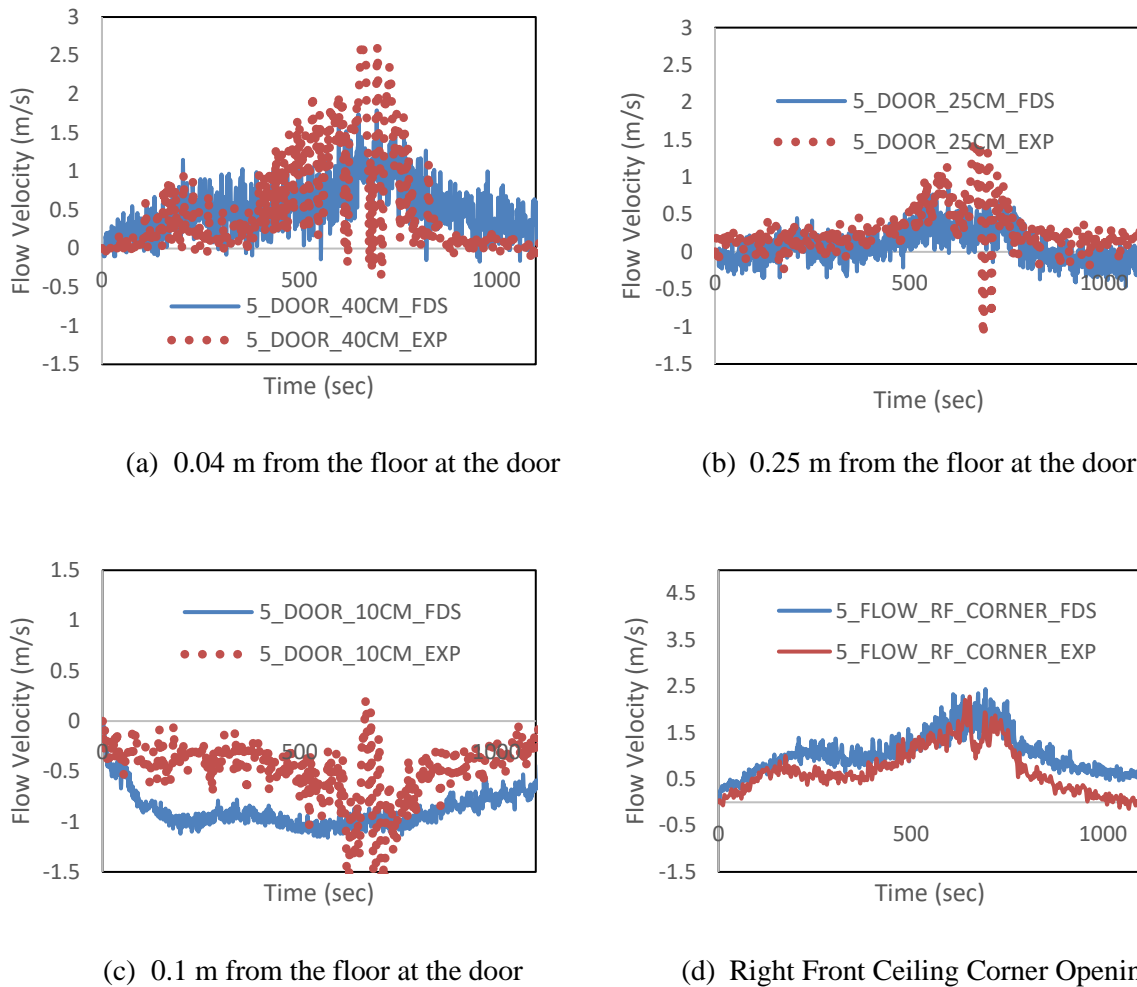 3
2.5
2
1.5
1
0.5
0
-0.5
-1
-1.5
Flow Velocity (m/s)
0
500
1000
5_DOOR_40CM_FDS
5_DOOR_40CM_EXP
Time (sec)
(a) 0.04 m from the floor at the door
3
2.5
2
1.5
1
0.5
0
-0.5
-1
-1.5
Flow Velocity (m/s)
5_DOOR_25CM_FDS
5_DOOR_25CM_EXP
0
500
1000
Time (sec)
(b) 0.25 m from the floor at the door
1.5
1
0.5
0
-0.5
-1
-1.5
Flow Velocity (m/s)
5_DOOR_10CM_FDS
5_DOOR_10CM_EXP
0
500
1000
Time (sec)
(c) 0.1 m from the floor at the door
4.5
3.5
2.5
1.5
0.5
-0.5
-1.5
Flow Velocity (m/s)
5_FLOW_RF_CORNER_FDS
5_FLOW_RF_CORNER_EXP
0
500
1000
Time (sec)
(d) Right Front Ceiling Corner Openin